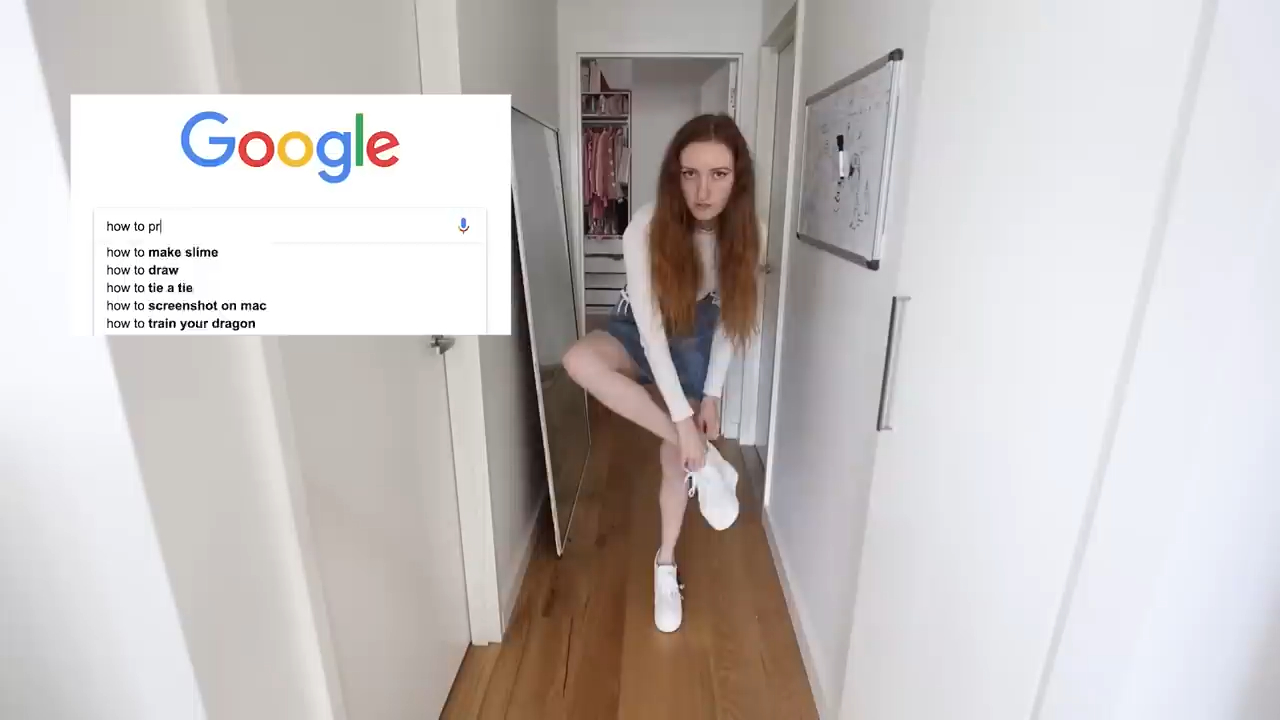 Google
how to pr
how to make slime
how to draw
how to tie a tie
how to screenshot on mac
how to train your dragon